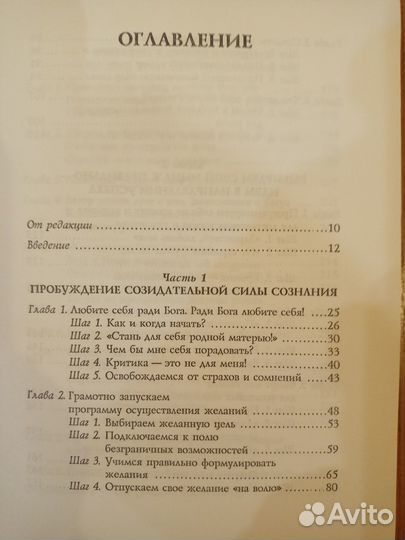 ОГЛАВЛЕНИЕ
От редакции 10
Введение 12
Часть 1
ПРОБУЖДЕНИЕ СОЗИДАТЕЛЬНОЙ СИЛЫ СОЗНАНИЯ
Глава 1. Любите себя ради Бога. Ради Бога любите себя! 25
Шаг 1. Как и когда начать? 26
Шаг 2. «Стань для себя родной матерью!» 30
Шаг 3. Чем бы мне себя порадовать? 33
Шаг 4. Критика — это не для меня! 40
Шаг 5. Освобождаемся от страхов и сомнений 43
Глава 2. Грамотно запускаем
программу осуществления желаний 48
Шаг 1. Выбираем желанную цель 53
Шаг 2. Подключаемся к полю
безграничных возможностей 59
Шаг 3. Учимся правильно формулировать
желания 65
Шаг 4. Отпускаем свое желание «на волю» 80
Avito